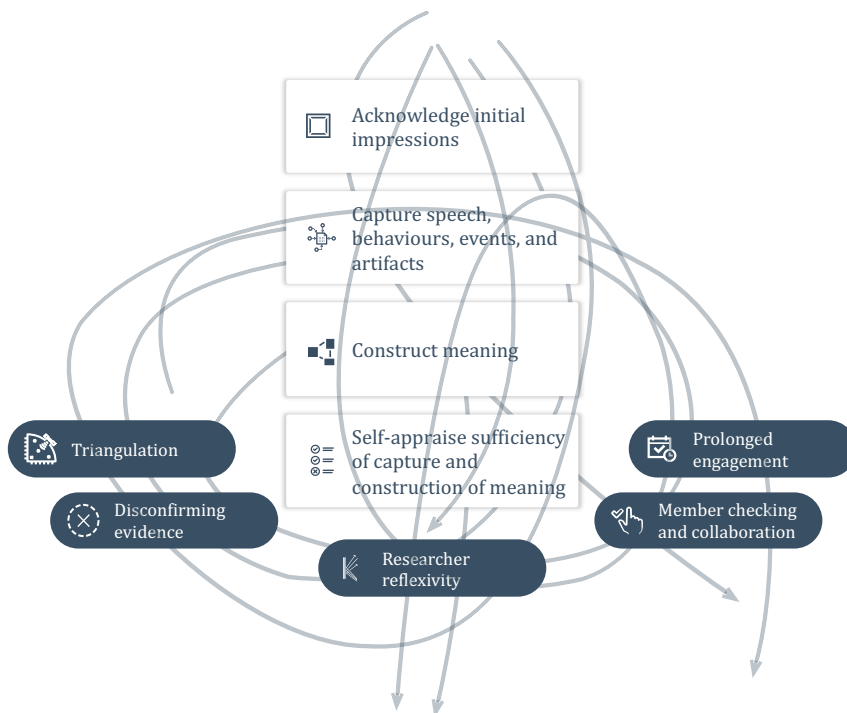 Acknowledge initial
impressions
Capture speech,
behaviours, events, and
artifacts
Construct meaning
Self-appraise sufficiency
of capture and
construction of meaning
Triangulation
Prolonged
engagement
Disconfirming
evidence
Member checking
and collaboration
Researcher
reflexivity